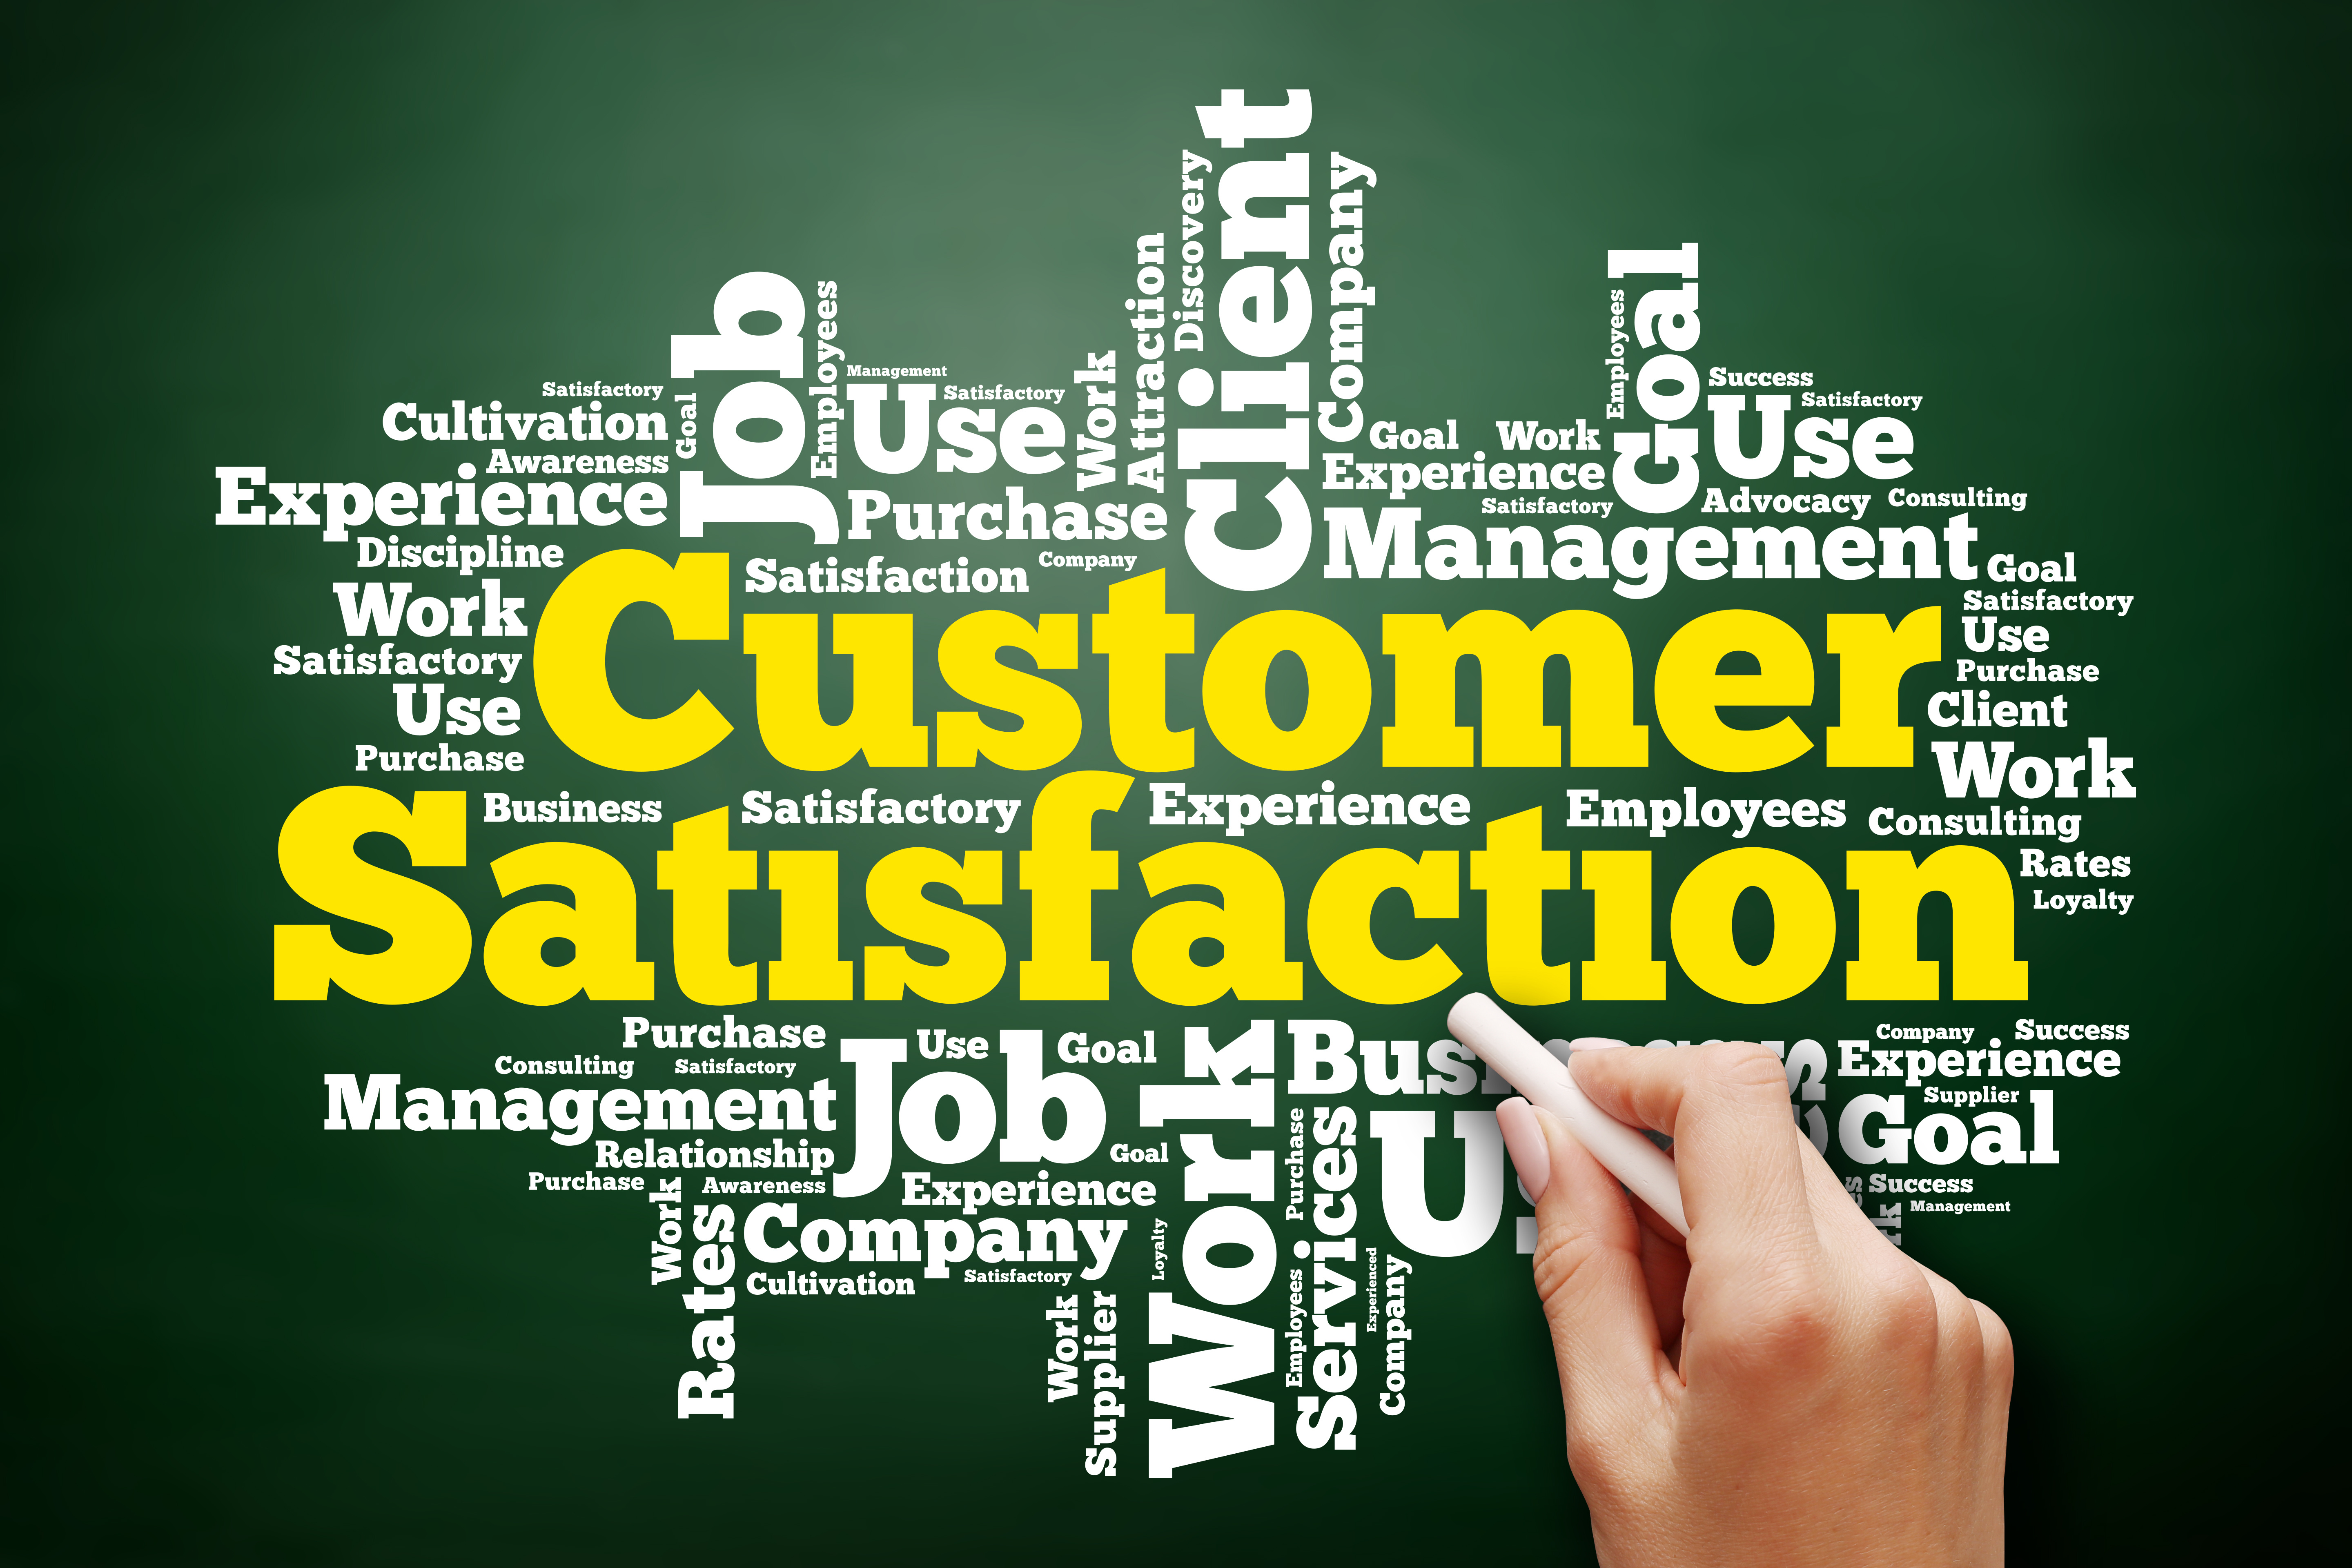 Client
Discovery
Company
Attraction
Goal
Employees
Job
Employees
Management
Satisfactory
Satisfactory
Goal
Work
Use
Success
Satisfactory
Use
Cultivation
Goal
Work
Awareness
Experience
Experience
Purchase
Satisfactory
Advocacy
Consulting
Management
Discipline
Satisfaction
Company
Goal
Work
Satisfactory
Use
Satisfactory
Purchase
Use
Client
Purchase
Customer
Work
Business
Satisfactory
Experience
Employees
Consulting
Rates
Loyalty
Satisfaction
Purchase
Use
Goal
Work
Company
Success
Consulting
Satisfactory
Job
Experience
Management
Supplier
Goal
Relationship
Goal
Purchase
Services
Purchase
Work
Awareness
Experience
Success
Management
Rates
Company
Loyalty
Cultivation
Satisfactory
Employees
Experienced
Company
Work
Supplier